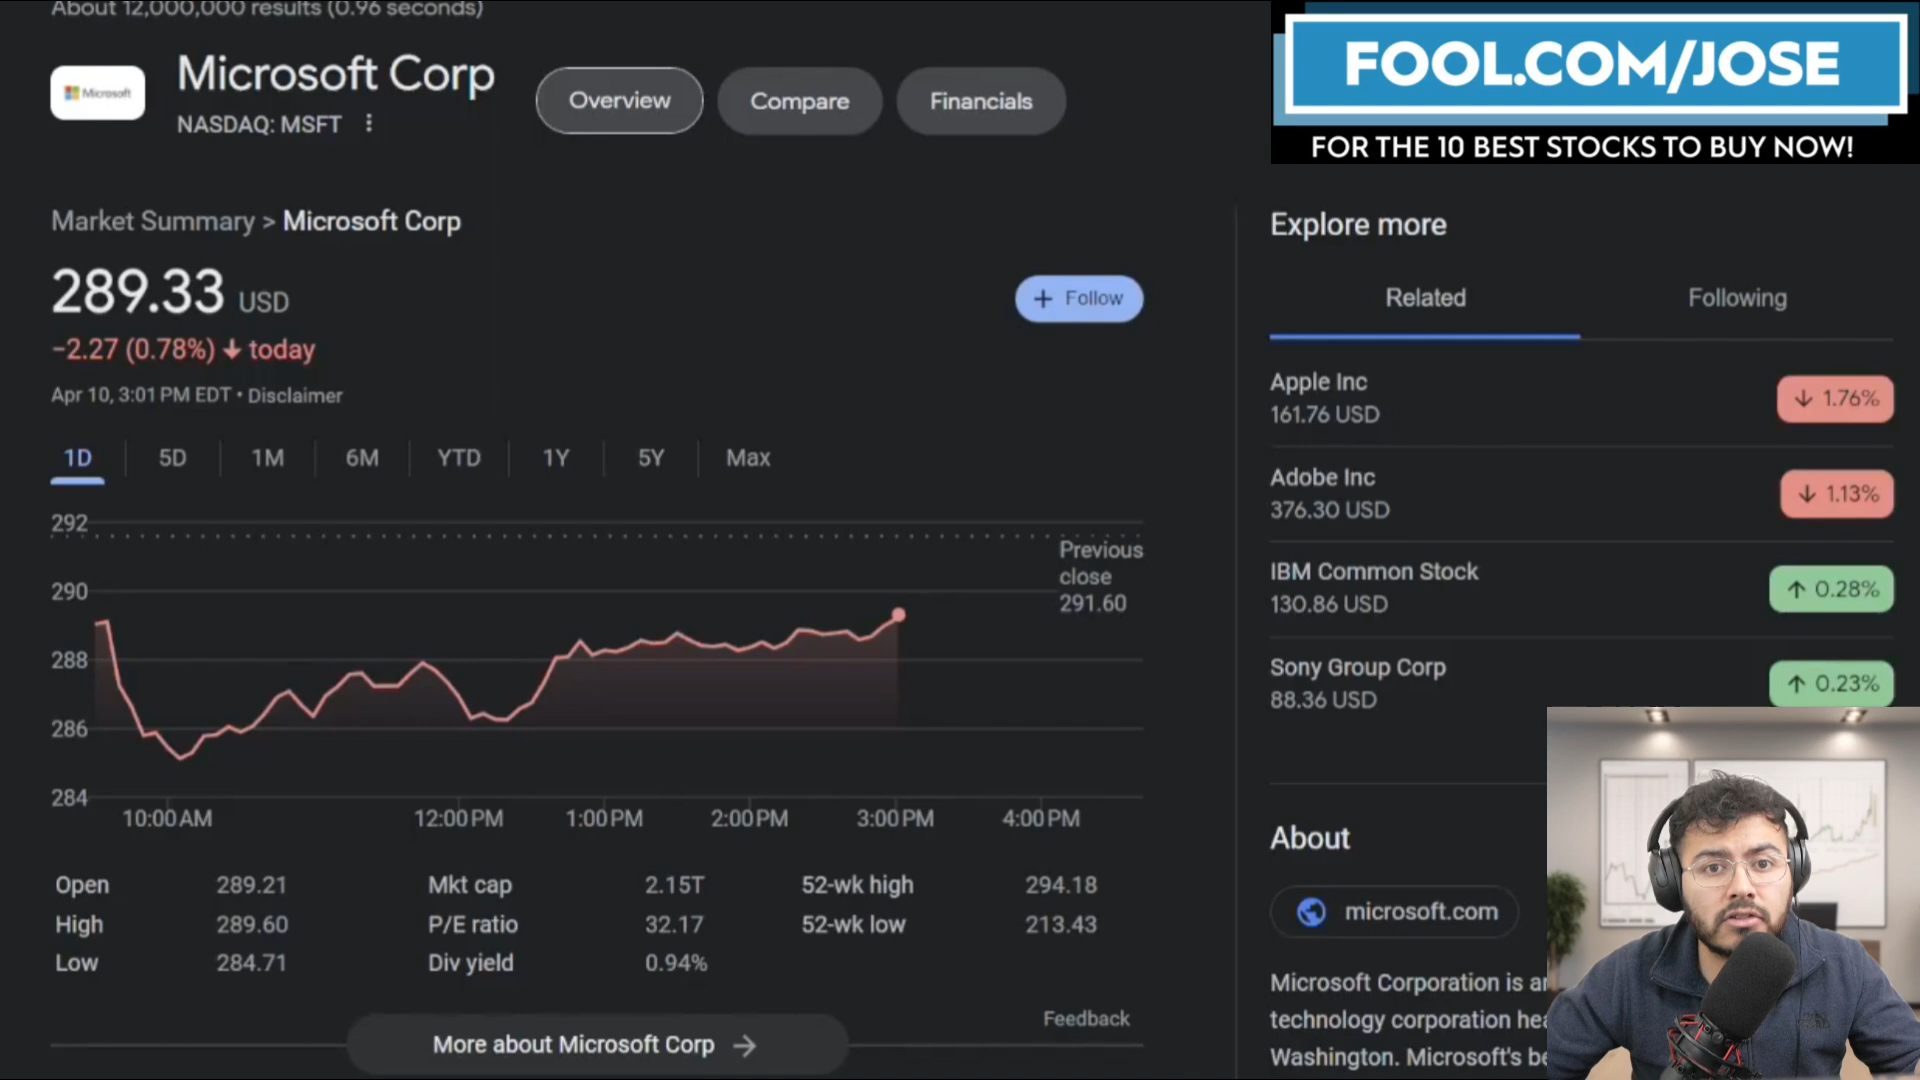 About 12,000,000 results (0.96 seconds)
Microsoft
Microsoft Corp
NASDAQ: MSFT
Overview
Compare
Financials
FOOL.COM/JOSE
FOR THE 10 BEST STOCKS TO BUY NOW!
Market Summary > Microsoft Corp
289.33 USD
+ Follow
−2.27 (0.78%) ↓ today
Apr 10, 3:01 PM EDT • Disclaimer
1D 5D 1M 6M YTD 1Y 5Y Max
292
290
288
286
284
Previous
close
291.60
10:00 AM 12:00 PM 1:00 PM 2:00 PM 3:00 PM 4:00 PM
Open 289.21 Mkt cap 2.15T 52-wk high 294.18
High 289.60 P/E ratio 32.17 52-wk low 213.43
Low 284.71 Div yield 0.94%
Feedback
More about Microsoft Corp →
Explore more
Related Following
Apple Inc
161.76 USD
↓ 1.76%
Adobe Inc
376.30 USD
↓ 1.13%
IBM Common Stock
130.86 USD
↑ 0.28%
Sony Group Corp
88.36 USD
↑ 0.23%
About
microsoft.com
Microsoft Corporation is
technology corporation
Washington. Microsoft's